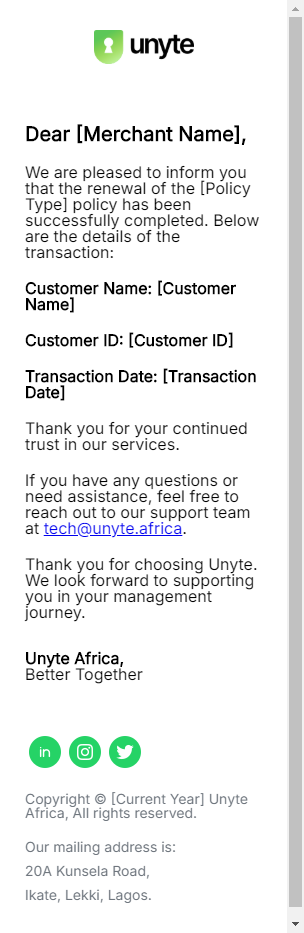 unyte
Dear [Merchant Name],
We are pleased to inform you
that the renewal of the [Policy
Type] policy has been
successfully completed. Below
are the details of the
transaction:
Customer Name: [Customer
Name]
Customer ID: [Customer ID]
Transaction Date: [Transaction
Date]
Thank you for your continued
trust in our services.
If you have any questions or
need assistance, feel free to
reach out to our support team
at tech@unyte.africa.
Thank you for choosing Unyte.
We look forward to supporting
you in your management
journey.
Unyte Africa,
Better Together
in
Copyright © [Current Year] Unyte
Africa, All rights reserved.
Our mailing address is:
20A Kunsela Road,
Ikate, Lekki, Lagos.